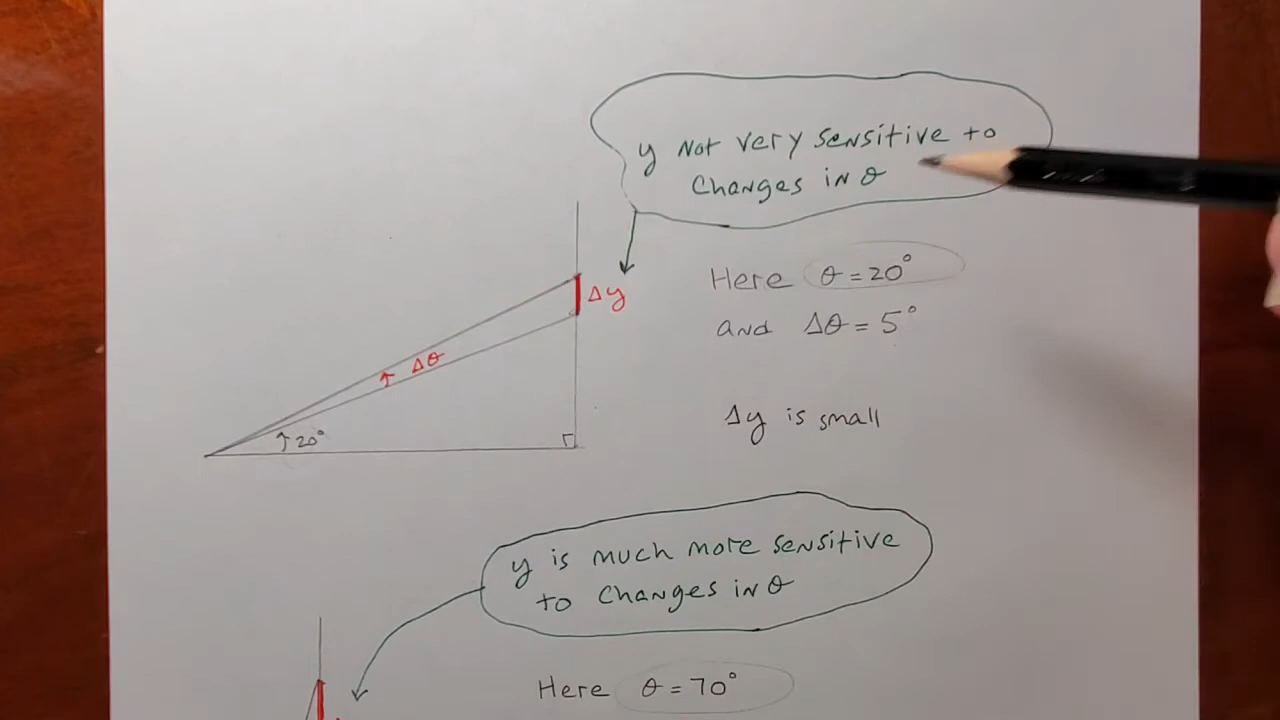 y Not very sensitive to
changes in θ
Here θ = 20°
Δy
and Δθ = 5°
Δθ
Δy is small
20°
y is much more sensitive
to changes in θ
Here θ = 70°